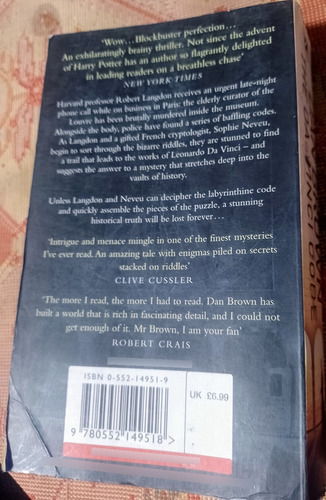 'Wow... Blockbuster perfection...
An exhilaratingly brainy thriller. Not since the advent
of Harry Potter has an author so flagrantly delighted
in leading readers on a breathless chase'
NEW YORK TIMES
Harvard professor Robert Langdon receives an urgent late-night
phone call while on business in Paris: the elderly curator of the
Louvre has been brutally murdered inside the museum.
Alongside the body, police have found a series of baffling codes.
As Langdon and a gifted French cryptologist, Sophie Neveu,
begin to sort through the bizarre riddles, they are stunned to find
a trail that leads to the works of Leonardo Da Vinci – and
suggests the answer to a mystery that stretches deep into the
vaults of history.
Unless Langdon and Neveu can decipher the labyrinthine code
and quickly assemble the pieces of the puzzle, a stunning
historical truth will be lost forever...
'Intrigue and menace mingle in one of the finest mysteries
I've ever read. An amazing tale with enigmas piled on secrets
stacked on riddles'
CLIVE CUSSLER
'The more I read, the more I had to read. Dan Brown has
built a world that is rich in fascinating detail, and I could not
get enough of it. Mr Brown, I am your fan'
ROBERT CRAIS
ISBN 0-552-14951-9
UK £6.99
9 780552 149518 >